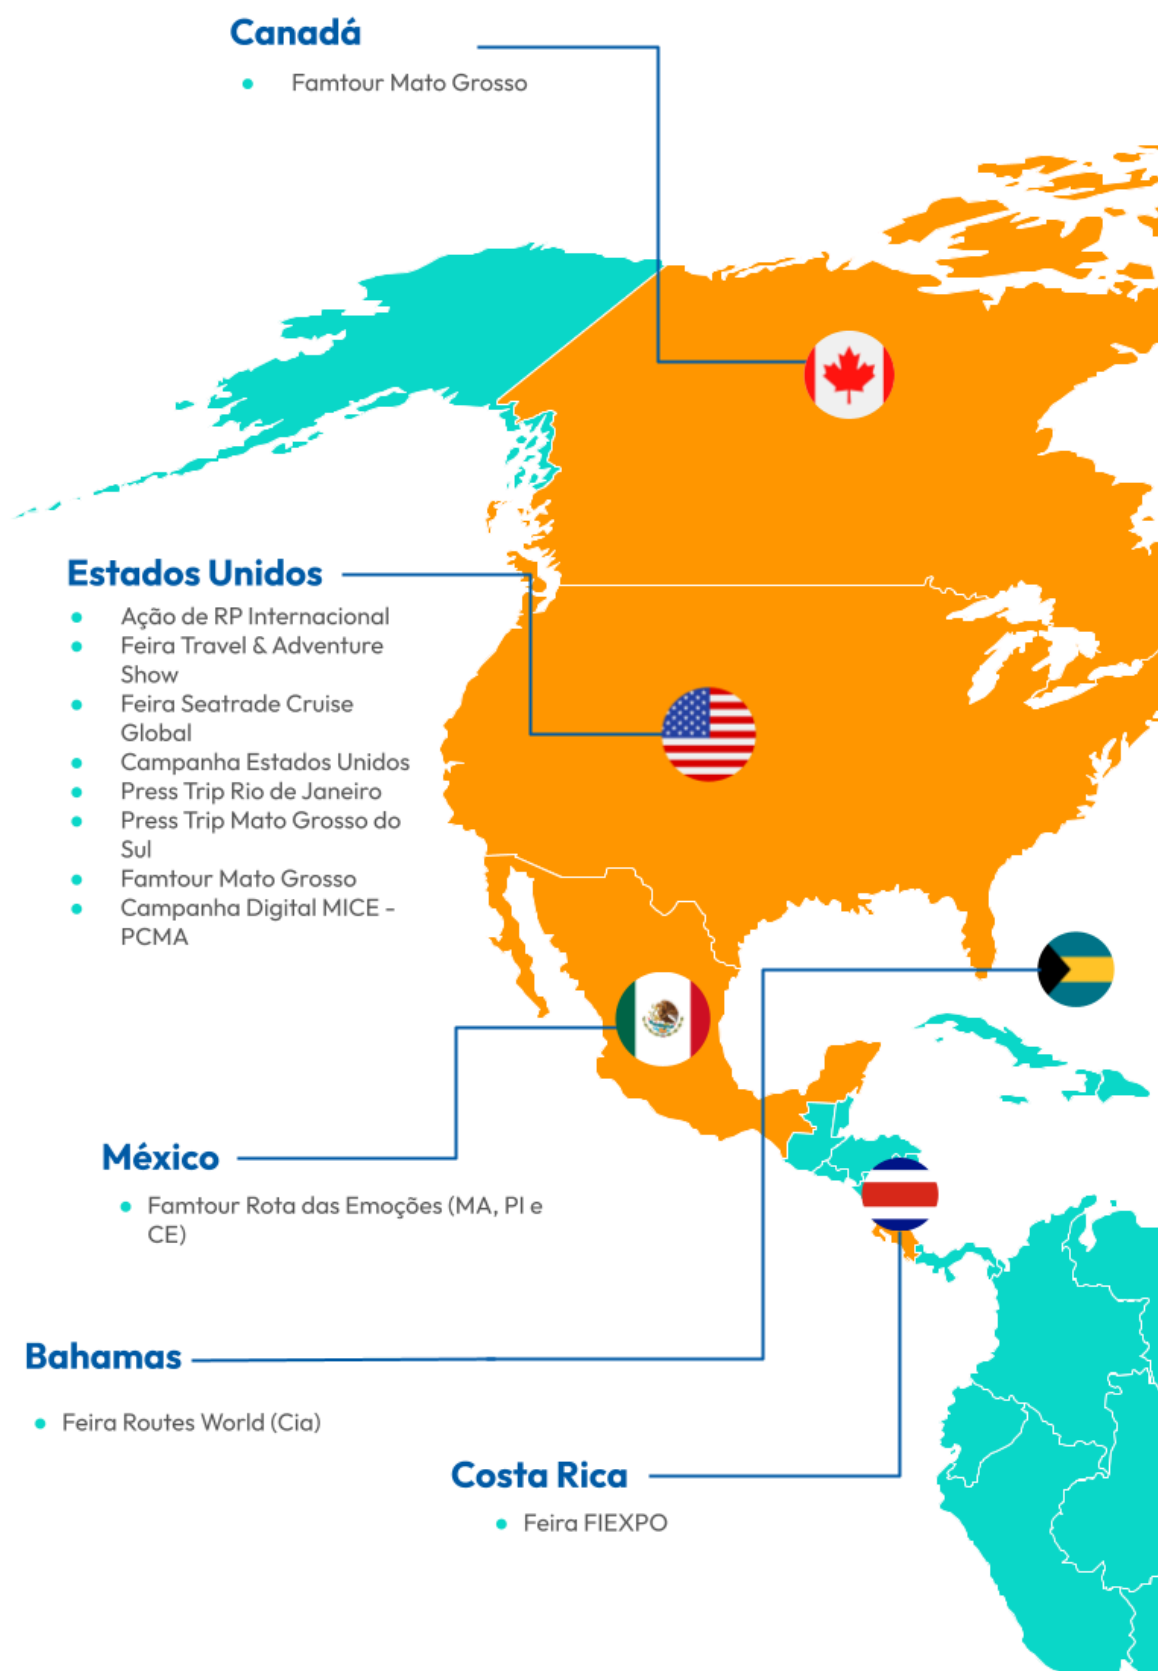 Canadá
● Famtour Mato Grosso
Estados Unidos
● Ação de RP Internacional
● Feira Travel & Adventure
Show
● Feira Seatrade Cruise
Global
● Campanha Estados Unidos
● Press Trip Rio de Janeiro
● Press Trip Mato Grosso do
Sul
● Famtour Mato Grosso
● Campanha Digital MICE -
PCMA
México
● Famtour Rota das Emoções (MA, PI e
CE)
Bahamas
● Feira Routes World (Cia)
Costa Rica
● Feira FIEXPO